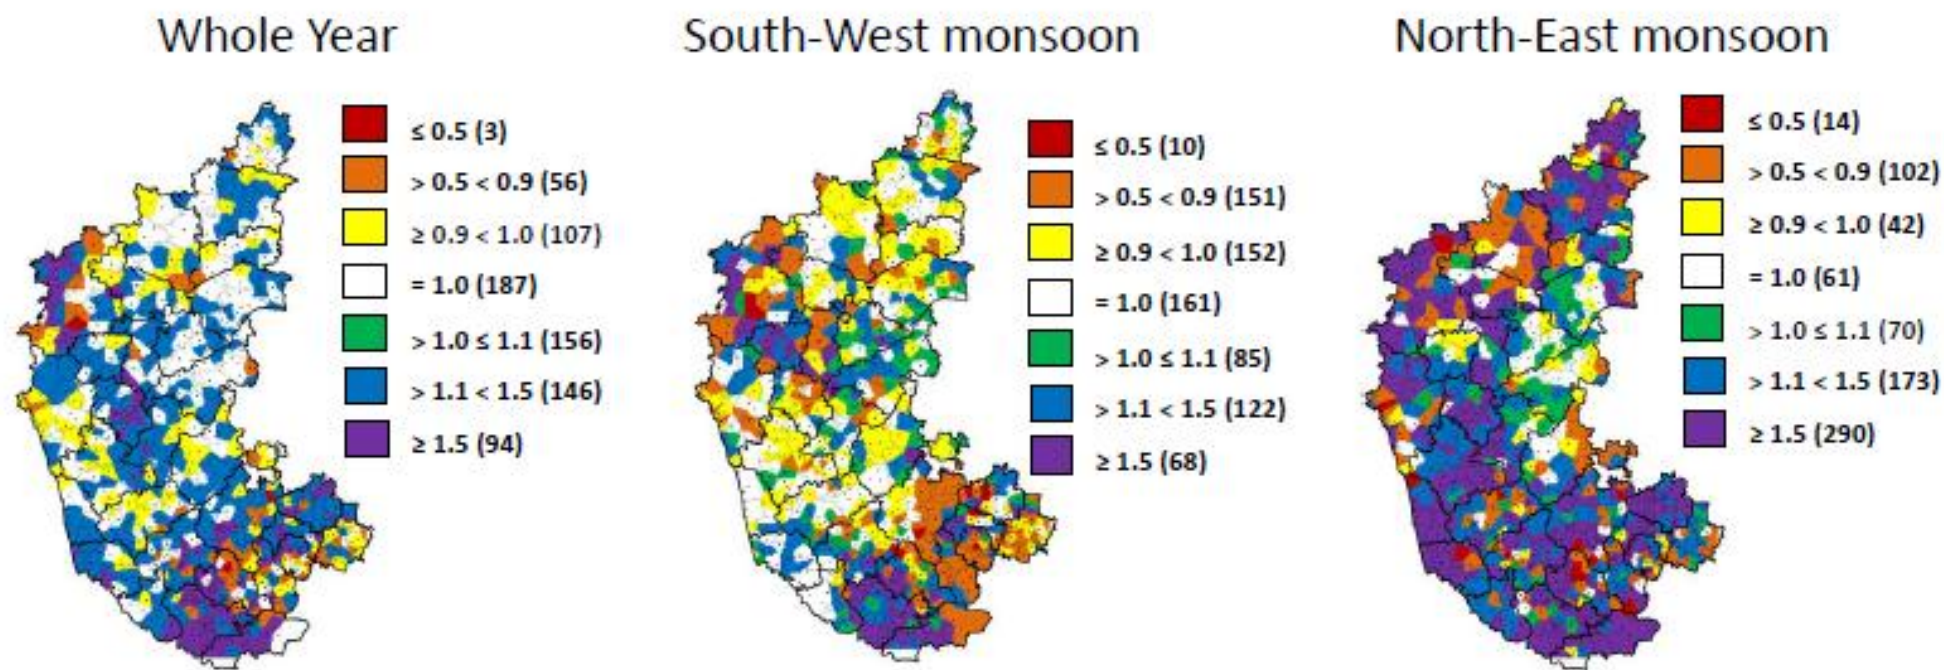 Whole Year
≤ 0.5 (3)
> 0.5 < 0.9 (56)
≥ 0.9 < 1.0 (107)
= 1.0 (187)
> 1.0 ≤ 1.1 (156)
> 1.1 < 1.5 (146)
≥ 1.5 (94)
South-West monsoon
≤ 0.5 (10)
> 0.5 < 0.9 (151)
≥ 0.9 < 1.0 (152)
= 1.0 (161)
> 1.0 ≤ 1.1 (85)
> 1.1 < 1.5 (122)
≥ 1.5 (68)
North-East monsoon
≤ 0.5 (14)
> 0.5 < 0.9 (102)
≥ 0.9 < 1.0 (42)
= 1.0 (61)
> 1.0 ≤ 1.1 (70)
> 1.1 < 1.5 (173)
≥ 1.5 (290)